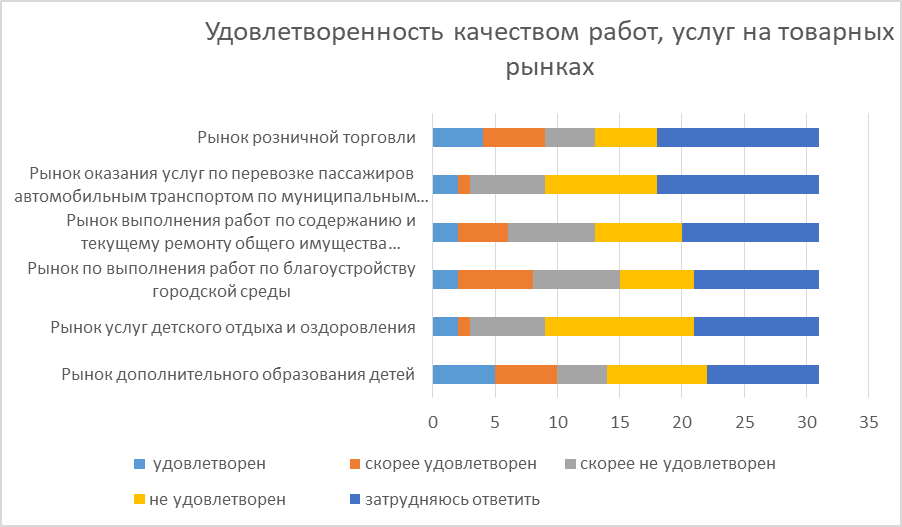 Удовлетворенность качеством работ, услуг на товарных
рынках
Рынок розничной торговли
Рынок оказания услуг по перевозке пассажиров
автомобильным транспортом по муниципальным...
Рынок выполнения работ по содержанию и
текущему ремонту общего имущества...
Рынок по выполнения работ по благоустройству
городской среды
Рынок услуг детского отдыха и оздоровления
Рынок дополнительного образования детей
0 5 10 15 20 25 30 35
удовлетворен скорее удовлетворен скорее не удовлетворен
не удовлетворен затрудняюсь ответить